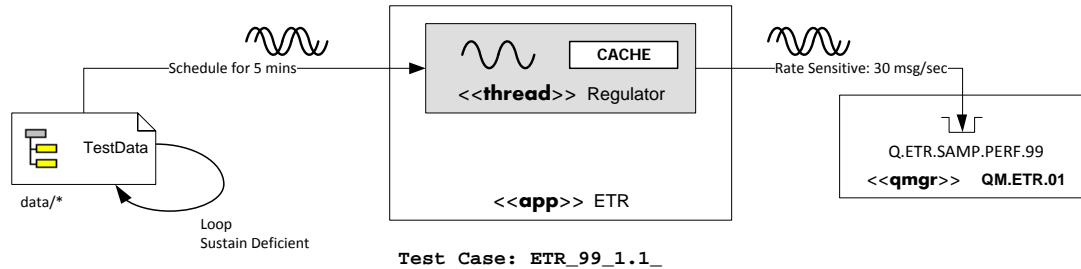 Schedule for 5 mins
CACHE
<<thread>> Regulator
Rate Sensitive: 30 msg/sec
TestData
data/*
Loop
Sustain Deficient
<<app>> ETR
Q.ETR.SAMP.PERF.99
<<qmgr>> QM.ETR.01
Test Case: ETR_99_1.1_